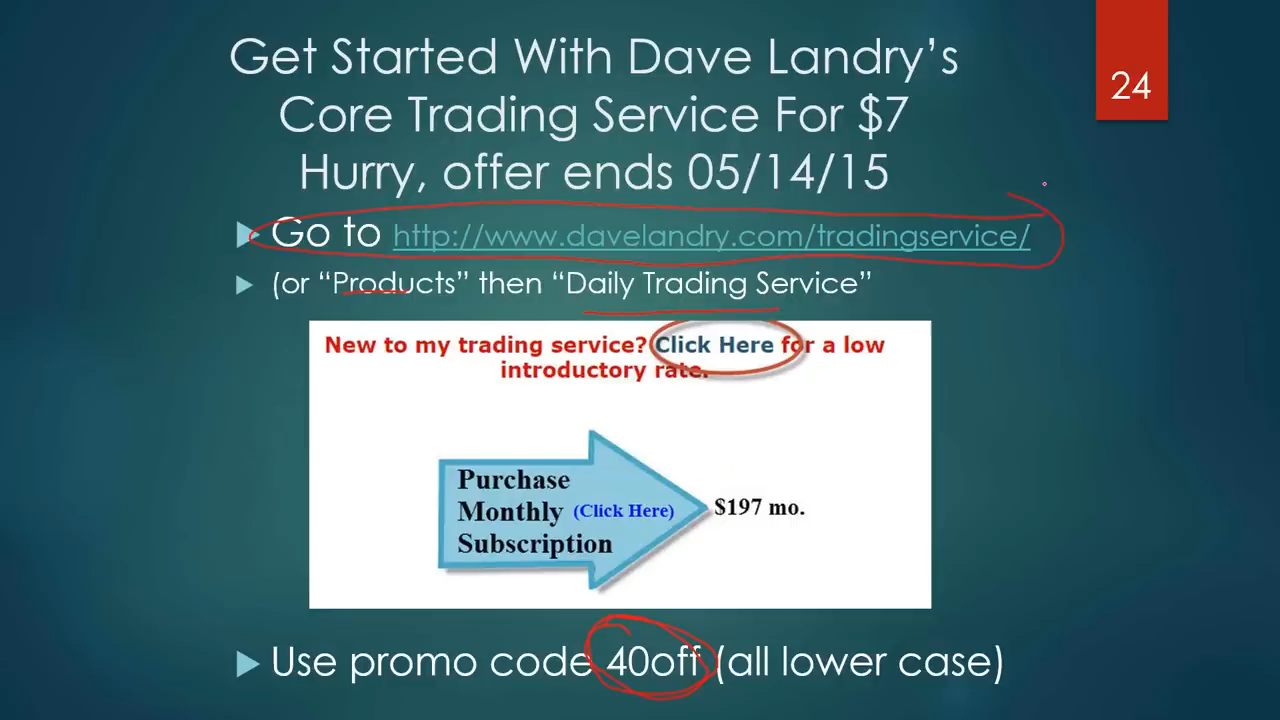 Get Started With Dave Landry’s
Core Trading Service For $7
Hurry, offer ends 05/14/15
24
Go to http://www.davelandry.com/tradingservice/
(or “Products” then “Daily Trading Service”
New to my trading service? Click Here for a low
introductory rate.
Purchase
Monthly (Click Here) $197 mo.
Subscription
Use promo code 40off (all lower case)